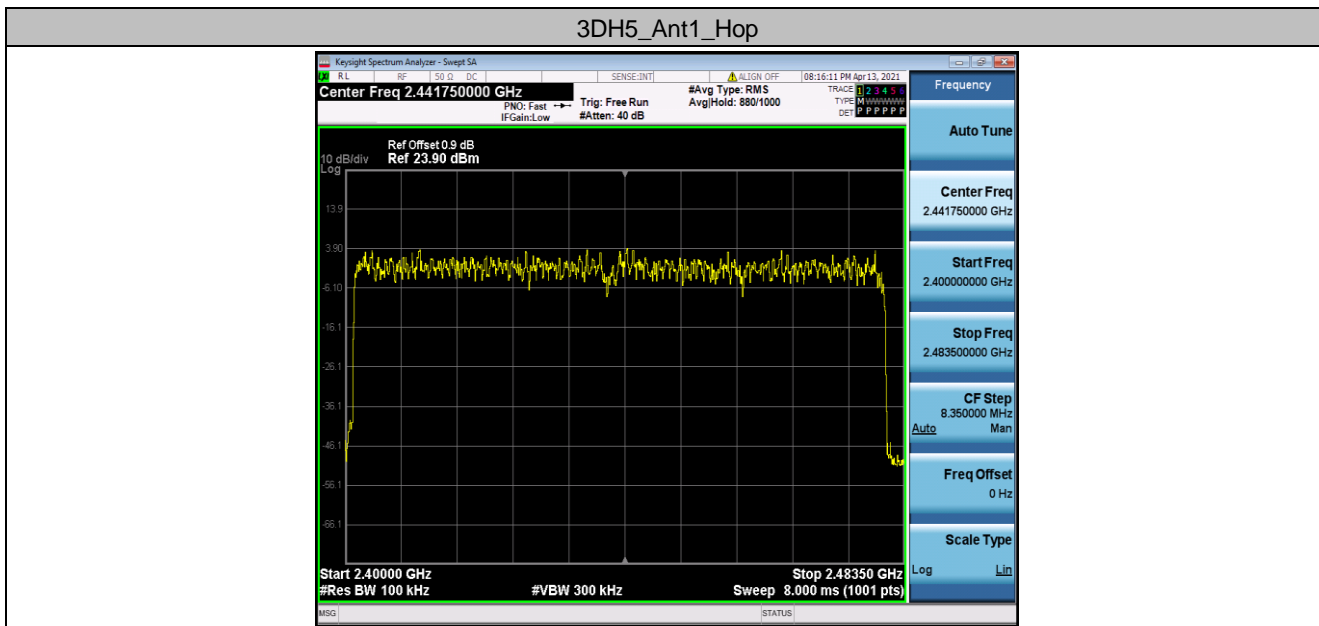 3DH5_Ant1_Hop
Keysight Spectrum Analyzer - Swept SA
RL RF 50 Ω DC SENSE:INT ALIGN OFF 08:16:11 PM Apr 13, 2021
Center Freq 2.441750000 GHz #Avg Type: RMS TRACE 1 2 3 4 5 6
PNO: Fast Trig: Free Run Avg|Hold: 880/1000 TYPE M WWWWW
IFGain:Low #Atten: 40 dB DET P P P P P P
Ref Offset 0.9 dB
10 dB/div Ref 23.90 dBm
Log
13.9
3.90
-6.10
-16.1
-26.1
-36.1
-46.1
-56.1
-66.1
Start 2.40000 GHz Stop 2.48350 GHz
#Res BW 100 kHz #VBW 300 kHz Sweep 8.000 ms (1001 pts)
MSG STATUS
Frequency
Auto Tune
Center Freq
2.441750000 GHz
Start Freq
2.400000000 GHz
Stop Freq
2.483500000 GHz
CF Step
8.350000 MHz
Auto Man
Freq Offset
0 Hz
Scale Type
Log Lin